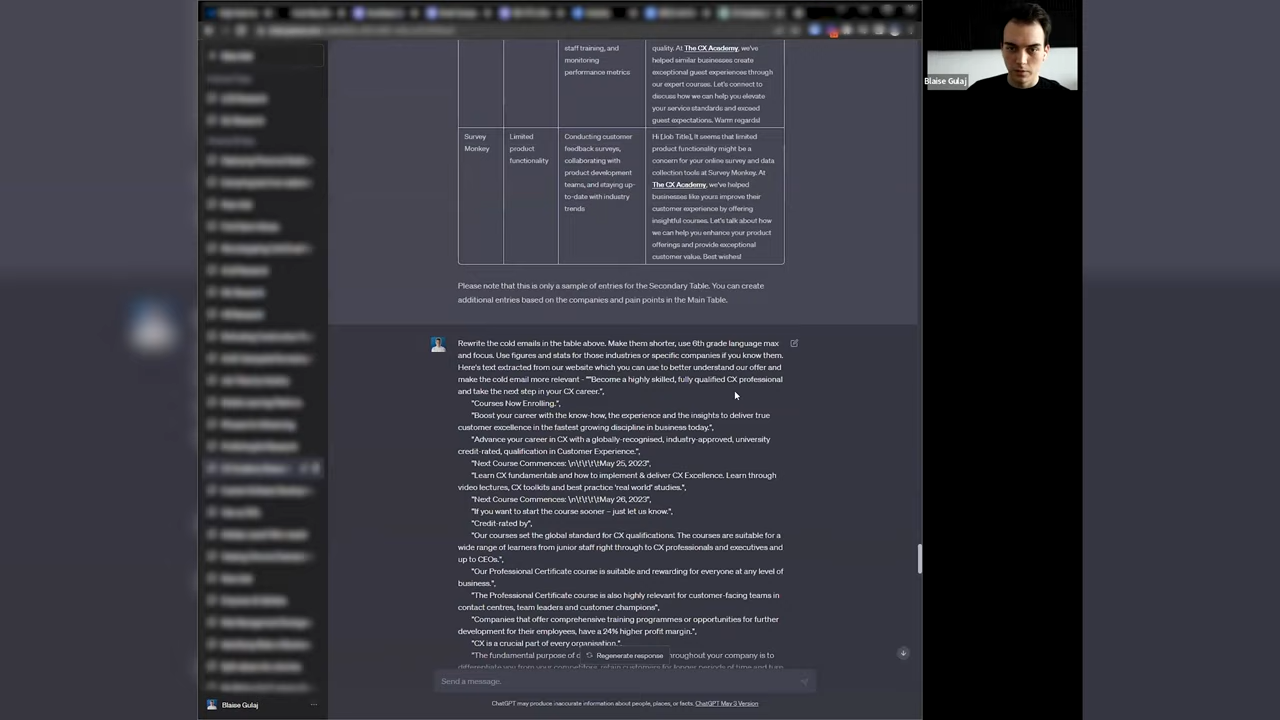 staff training, and
monitoring
performance metrics
quality. At The CX Academy, we've
helped similar businesses create
exceptional guest experiences through
our expert courses. Let's connect to
discuss how we can help you elevate
your service standards and exceed
guest expectations. Warm regards!
Survey
Monkey
Limited
product
functionality
Conducting customer
feedback surveys,
collaborating with
product development
teams, and staying up-
to-date with industry
trends
Hi [Job Title], It seems that limited
product functionality might be a
concern for your online survey and data
collection tools at Survey Monkey. At
The CX Academy, we've helped
businesses like yours improve their
customer experience by offering
insightful courses. Let's talk about how
we can help you enhance your product
offerings and provide exceptional
customer value. Best wishes!
Please note that this is only a sample of entries for the Secondary Table. You can create
additional entries based on the companies and pain points in the Main Table.
Rewrite the cold emails in the table above. Make them shorter, use 6th grade language max
and focus. Use figures and stats for those industries or specific companies if you know them.
Here's text extracted from our website which you can use to better understand our offer and
make the cold email more relevant - ""Become a highly skilled, fully qualified CX professional
and take the next step in your CX career.",
"Courses Now Enrolling.",
"Boost your career with the know-how, the experience and the insights to deliver true
customer excellence in the fastest growing discipline in business today.",
"Advance your career in CX with a globally-recognised, industry-approved, university
credit-rated, qualification in Customer Experience.",
"Next Course Commences: \n\t\t\t\tMay 25, 2023",
"Learn CX fundamentals and how to implement & deliver CX Excellence. Learn through
video lectures, CX toolkits and best practice 'real world' studies.",
"Next Course Commences: \n\t\t\t\tMay 26, 2023",
"If you want to start the course sooner – just let us know.",
"Credit-rated by",
"Our courses set the global standard for CX qualifications. The courses are suitable for a
wide range of learners from junior staff right through to CX professionals and executives and
up to CEOs.",
"Our Professional Certificate course is suitable and rewarding for everyone at any level of
business.",
"The Professional Certificate course is also highly relevant for customer-facing teams in
contact centres, team leaders and customer champions",
"Companies that offer comprehensive training programmes or opportunities for further
development for their employees, have a 24% higher profit margin.",
"CX is a crucial part of every organisation."
"The fundamental purpose of
throughout your company is to
Regenerate response
Send a message.
ChatGPT may produce inaccurate information about people, places, or facts. ChatGPT May 3 Version
Blaise Gulaj
Blaise Gulaj